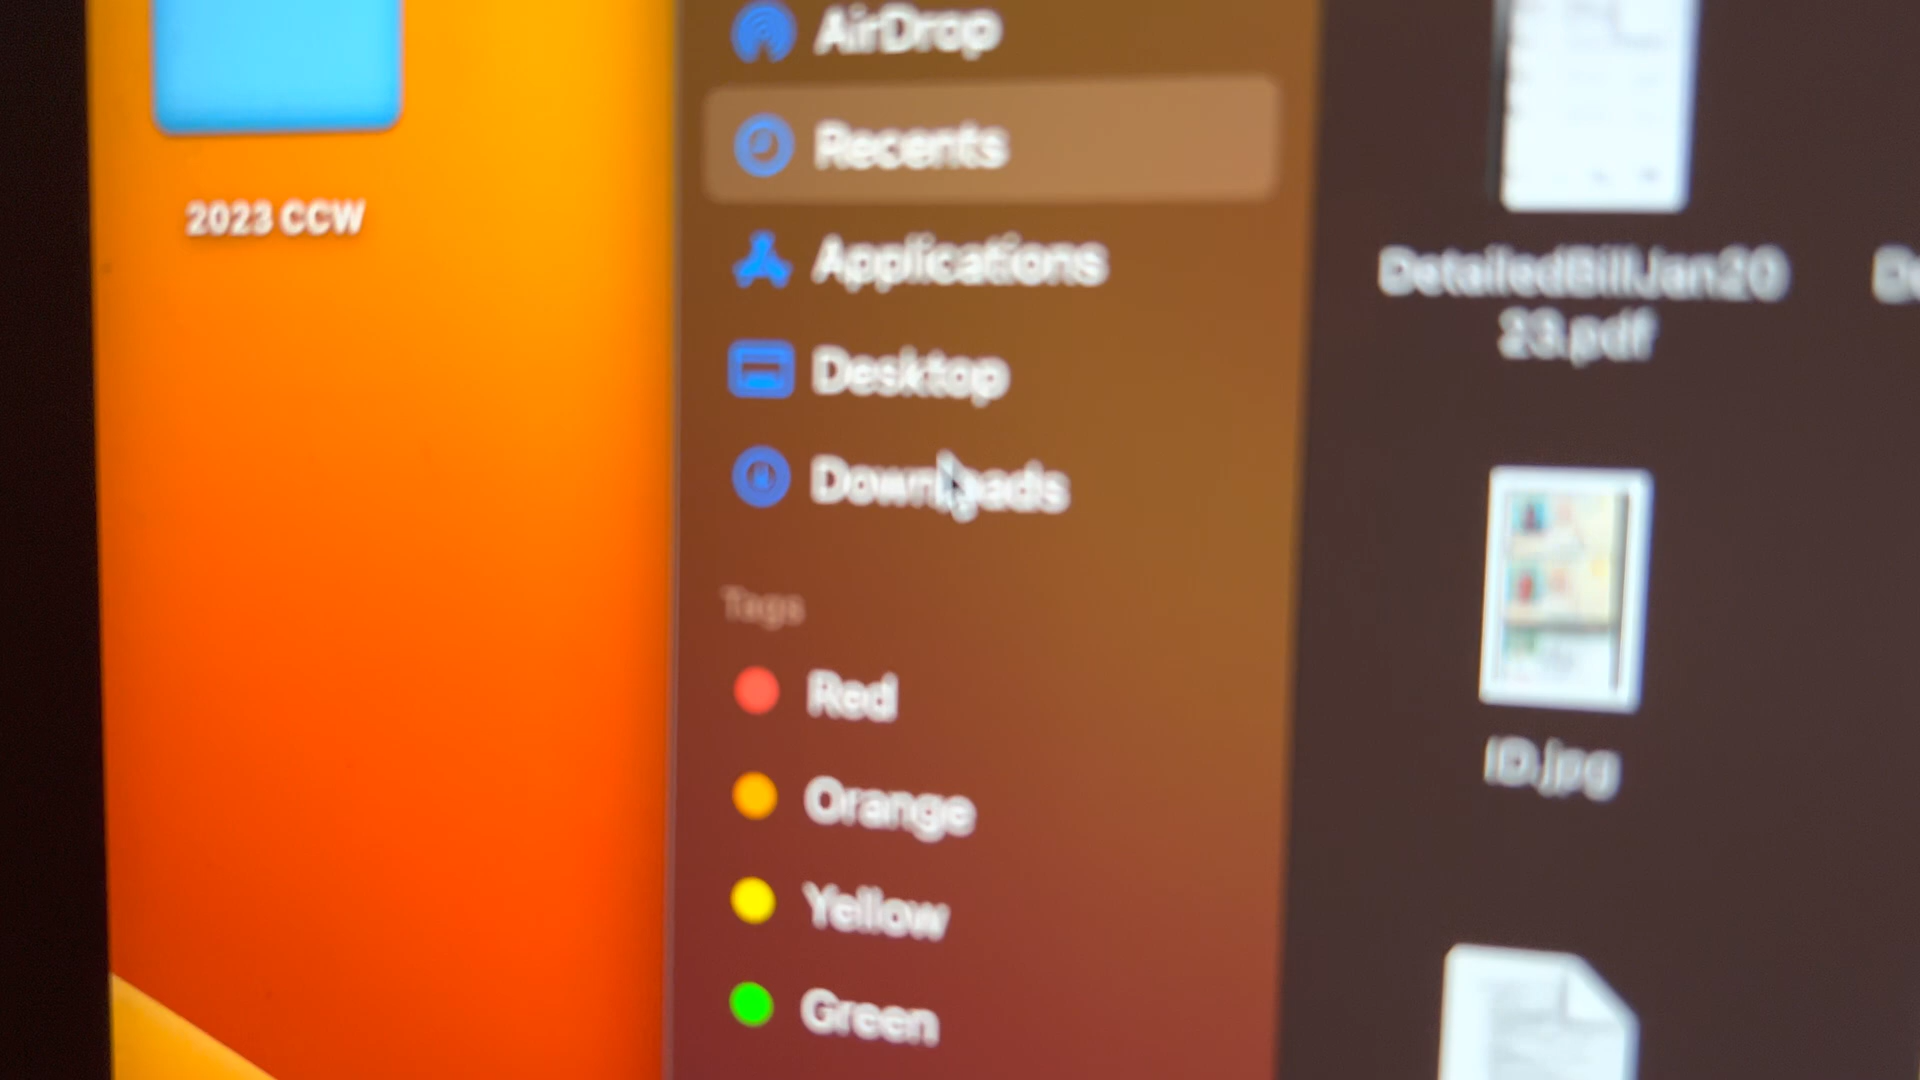 2023 CCW
AirDrop
Recents
Applications
Desktop
Downloads
Tags
Red
Orange
Yellow
Green
DetailedBillJan20
23.pdf
ID.jpg